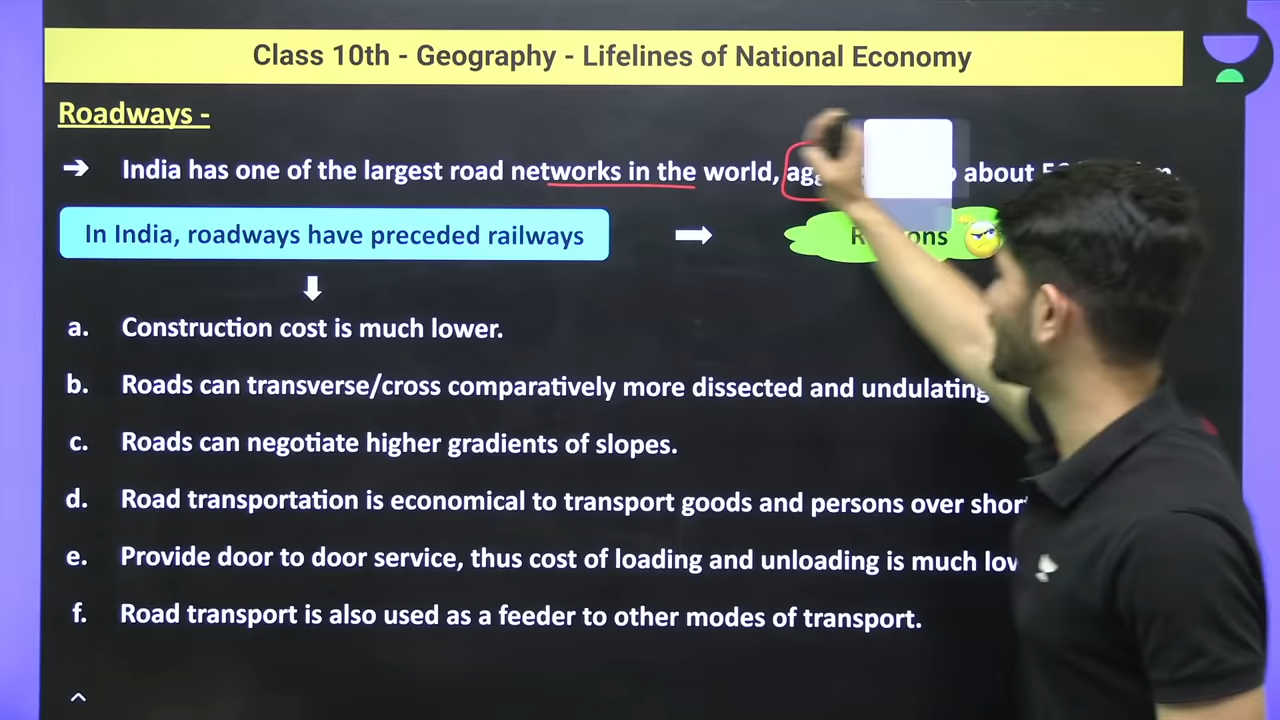 Class 10th - Geography - Lifelines of National Economy
Roadways -
➔ India has one of the largest road networks in the world, about
In India, roadways have preceded railways
a. Construction cost is much lower.
b. Roads can transverse/cross comparatively more dissected and undulating
c. Roads can negotiate higher gradients of slopes.
d. Road transportation is economical to transport goods and persons over
e. Provide door to door service, thus cost of loading and unloading is much
f. Road transport is also used as a feeder to other modes of transport.